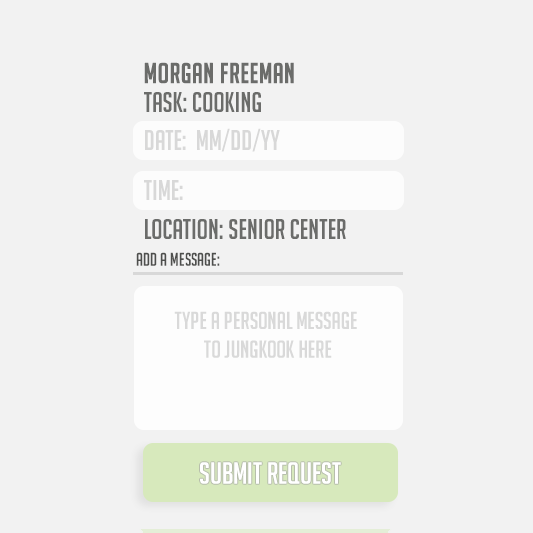 MORGAN FREEMAN
TASK: COOKING
DATE: MM/DD/YY
TIME:
LOCATION: SENIOR CENTER
ADD A MESSAGE:
TYPE A PERSONAL MESSAGE
TO JUNGKOOK HERE
SUBMIT REQUEST